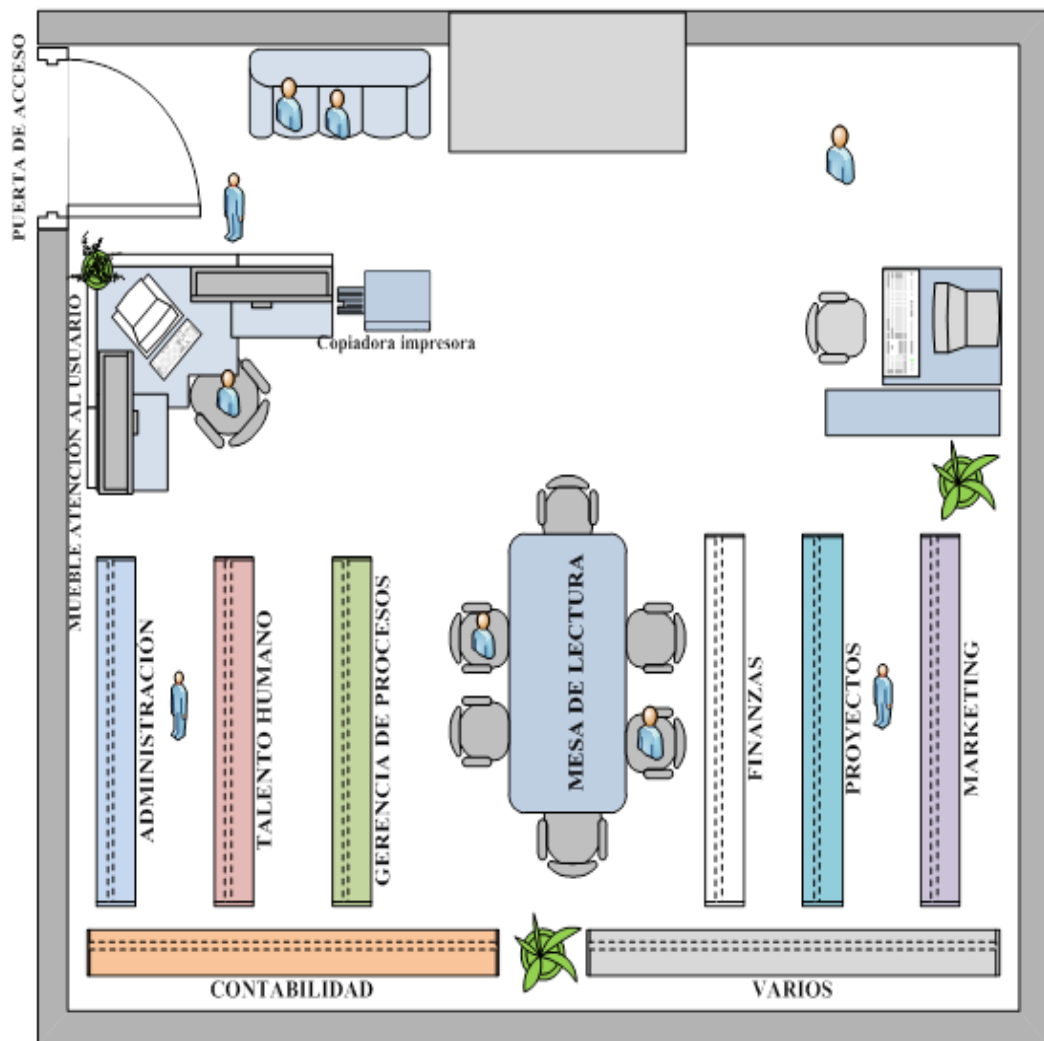 PUERTA DE ACCESO
Copiadora impresora
MUEBLE ATENCIÓN AL USUARIO
ADMINISTRACIÓN
TALENTO HUMANO
GERENCIA DE PROCESOS
MESA DE LECTURA
FINANZAS
PROYECTOS
MARKETING
CONTABILIDAD
VARIOS